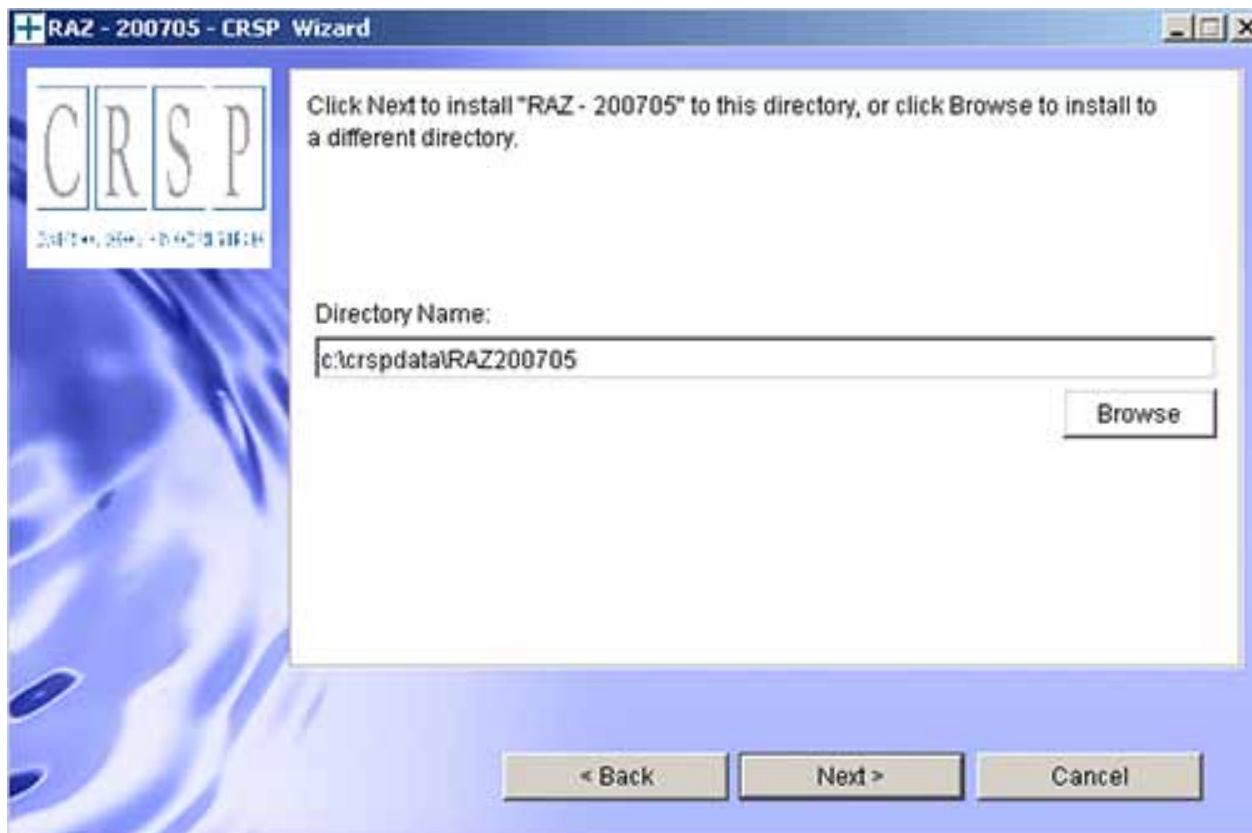 RAZ - 200705 - CRSP Wizard
CRSP
Click Next to install "RAZ - 200705" to this directory, or click Browse to install to
a different directory.
Directory Name:
c:\crspdata\RAZ200705
Browse
< Back
Next >
Cancel